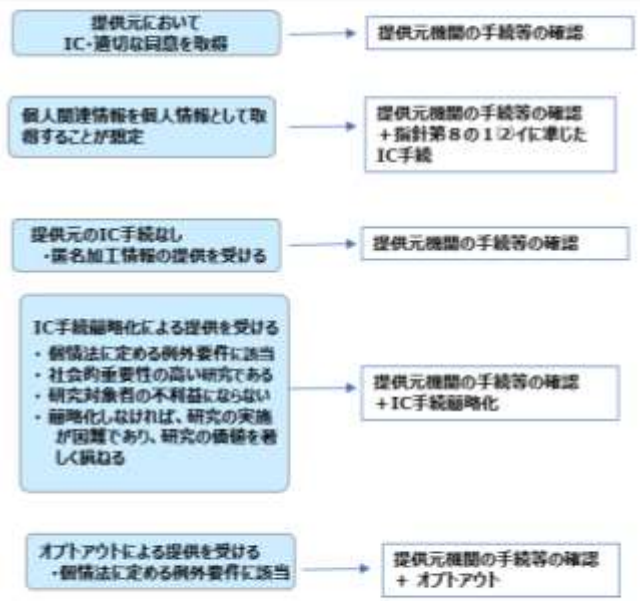 提供元において
IC・適切な同意を取得
提供元機関の手続等の確認
個人関連情報を個人情報として取
得することが想定
提供元機関の手続等の確認
＋指針第８の１②イに準じた
IC手続
提供元のIC手続なし
・匿名加工情報の提供を受ける
提供元機関の手続等の確認
IC手続簡略化による提供を受ける
・個情法に定める例外要件に該当
・社会的重要性の高い研究である
・研究対象者の不利益にならない
・簡略化しなければ、研究の実施
が困難であり、研究の価値を著
しく損ねる
提供元機関の手続等の確認
＋IC手続簡略化
オプトアウトによる提供を受ける
・個情法に定める例外要件に該当
提供元機関の手続等の確認
＋ オプトアウト